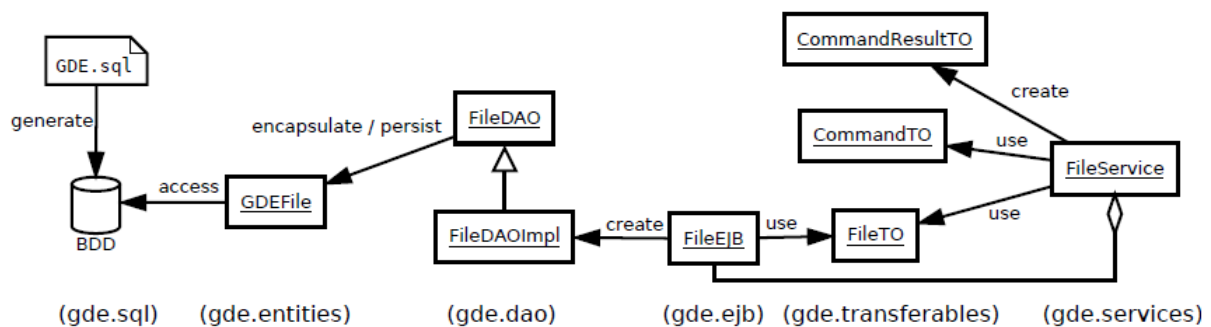 CommandResultTO
GDE.sql
create
generate
encapsulate / persist
FileDAO
CommandTO
use
FileService
access
GDEFile
use
BDD
FileDAOImpl
create
FileEJB
use
FileTO
(gde.sql) (gde.entities) (gde.dao) (gde.ejb) (gde.transferables) (gde.services)